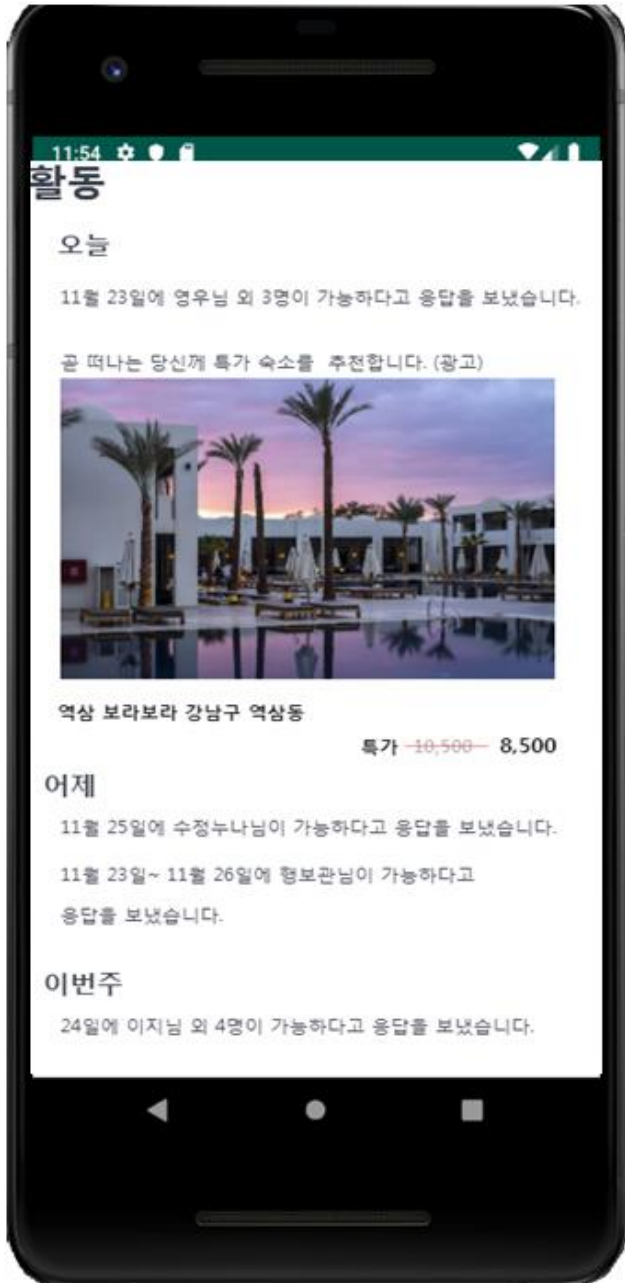 11:54
활동
오늘
11월 23일에 영우님 외 3명이 가능하다고 응답을 보냈습니다.
곧 떠나는 당신께 특가 숙소를 추천합니다. (광고)
역삼 보라보라 강남구 역삼동
특가 10,500 8,500
어제
11월 25일에 수정누나님이 가능하다고 응답을 보냈습니다.
11월 23일~ 11월 26일에 행보관님이 가능하다고
응답을 보냈습니다.
이번주
24일에 이지님 외 4명이 가능하다고 응답을 보냈습니다.